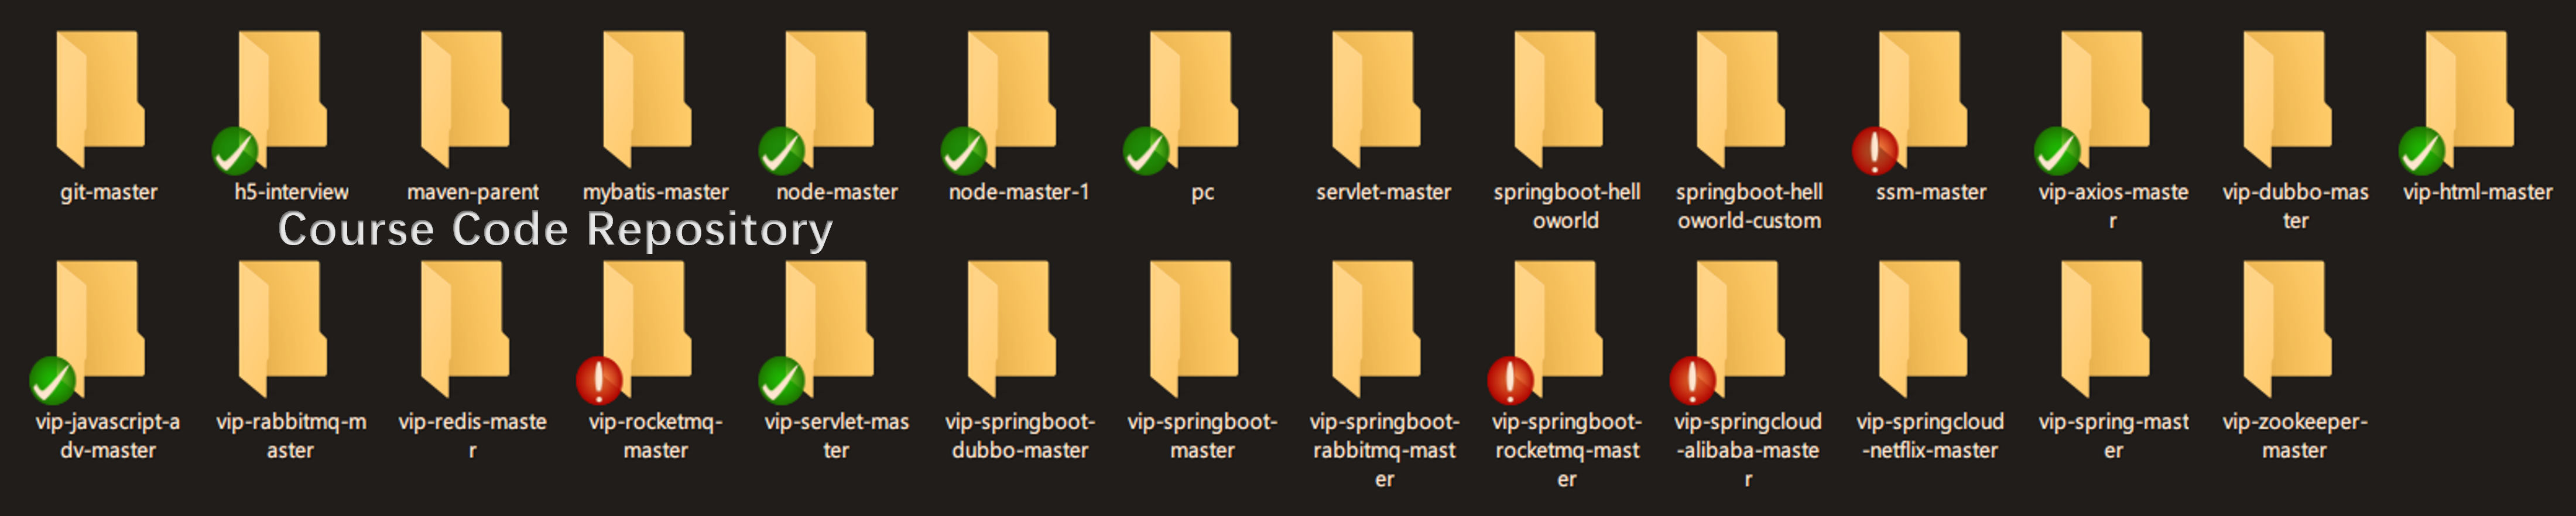 git-master
h5-interview
maven-parent
mybatis-master
node-master
node-master-1
pc
servlet-master
springboot-hell
oworld
springboot-hell
oworld-custom
ssm-master
vip-axios-maste
r
vip-dubbo-mas
ter
vip-html-master
Course Code Repository
vip-javascript-a
dv-master
vip-rabbitmq-m
aster
vip-redis-maste
r
vip-rocketmq-
master
vip-servlet-mas
ter
vip-springboot-
dubbo-master
vip-springboot-
master
vip-springboot-
rabbitmq-mast
er
vip-springboot-
rocketmq-mast
er
vip-springcloud
-alibaba-maste
r
vip-springcloud
-netflix-master
vip-spring-mast
er
vip-zookeeper-
master